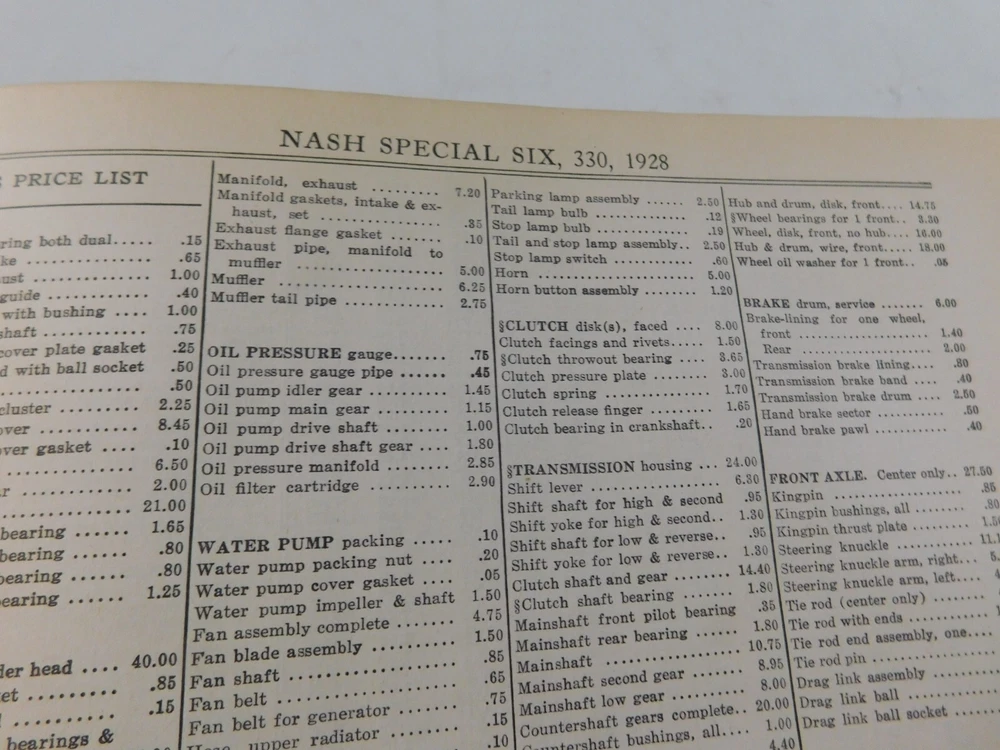 NASH SPECIAL SIX, 330, 1928
PRICE LIST
ring both dual..... .15
ke .............. .65
ust ............ 1.00
guide ........... .40
with bushing .... 1.00
shaft ........... .75
cover plate gasket .25
d with ball socket .50
.............. .50
cluster ......... 2.25
over ............ 8.45
over gasket .... .10
................ 6.50
r .............. 2.00
................ 21.00
bearing ...... 1.65
bearing ...... .80
bearing ...... .80
bearing ...... 1.25
der head .... 40.00
et ......... .85
.......... .15
bearings &
Manifold, exhaust ......... 7.20
Manifold gaskets, intake & ex-
haust, set ............. .85
Exhaust flange gasket ....... .10
Exhaust pipe, manifold to
muffler ................ 5.00
Muffler .................. 6.25
Muffler tail pipe ........... 2.75
OIL PRESSURE gauge....... .75
Oil pressure gauge pipe ...... .45
Oil pump idler gear ........ 1.45
Oil pump main gear ....... 1.15
Oil pump drive shaft ....... 1.00
Oil pump drive shaft gear .... 1.80
Oil pressure manifold ........ 2.85
Oil filter cartridge .......... 2.90
WATER PUMP packing ..... .10
Water pump packing nut .... .20
Water pump cover gasket .... .05
Water pump impeller & shaft 1.50
Fan assembly complete ....... 4.75
Fan blade assembly ......... 1.50
Fan shaft ................ .85
Fan belt ................. .65
Fan belt for generator ....... .75
upper radiator ........ .15
.10
Parking lamp assembly ...... 2.50
Tail lamp bulb ............. .12
Stop lamp bulb ............ .19
Tail and stop lamp assembly.. 2.50
Stop lamp switch ........... .60
Horn .................... 5.00
Horn button assembly ....... 1.20
§CLUTCH disk(s), faced .... 8.00
Clutch facings and rivets..... 1.50
§Clutch throwout bearing .... 3.65
Clutch pressure plate ........ 3.00
Clutch spring .............. 1.70
Clutch release finger ........ 1.65
Clutch bearing in crankshaft.. .20
§TRANSMISSION housing ... 24.00
Shift lever ................ 6.30
Shift shaft for high & second .95
Shift yoke for high & second.. 1.30
Shift shaft for low & reverse.. .95
Shift yoke for low & reverse.. 1.30
Clutch shaft and gear ........ 14.40
§Clutch shaft bearing ........ 1.80
Mainshaft front pilot bearing .35
Mainshaft rear bearing ...... 1.80
Mainshaft ................ 10.75
Mainshaft second gear ....... 8.95
Mainshaft low gear ......... 8.00
Countershaft gears complete.. 20.00
Countershaft bushings, all.... 1.00
4.40
Hub and drum, disk, front.... 14.75
§Wheel bearings for 1 front.. 3.30
Wheel, disk, front, no hub.... 16.00
Hub & drum, wire, front..... 18.00
Wheel oil washer for 1 front.. .05
BRAKE drum, service ....... 6.00
Brake-lining for one wheel,
front ................. 1.40
Rear ................. 2.00
Transmission brake lining.... .80
Transmission brake band .... .40
Transmission brake drum .... 2.50
Hand brake sector .......... .50
Hand brake pawl ........... .40
FRONT AXLE. Center only.. 27.50
Kingpin .................. .85
Kingpin bushings, all ........ .80
Kingpin thrust plate .........
Steering knuckle ...........
Steering knuckle arm, right...
Steering knuckle arm, left....
Tie rod (center only) ........
Tie rod with ends ..........
Tie rod end assembly, one....
Tie rod pin ...............
Drag link assembly .........
Drag link ball .............
Drag link ball socket ........